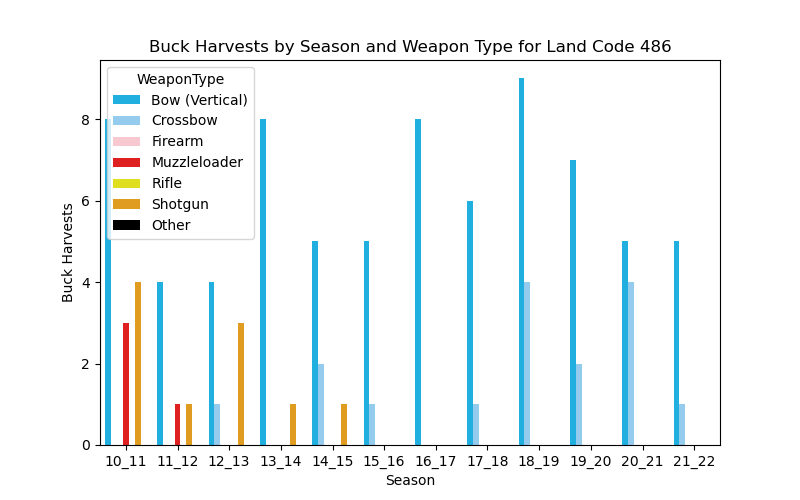 Buck Harvests by Season and Weapon Type for Land Code 486
WeaponType
Bow (Vertical)
Crossbow
Firearm
Muzzleloader
Rifle
Shotgun
Other
Buck Harvests
8
6
4
2
0
10_11 11_12 12_13 13_14 14_15 15_16 16_17 17_18 18_19 19_20 20_21 21_22
Season